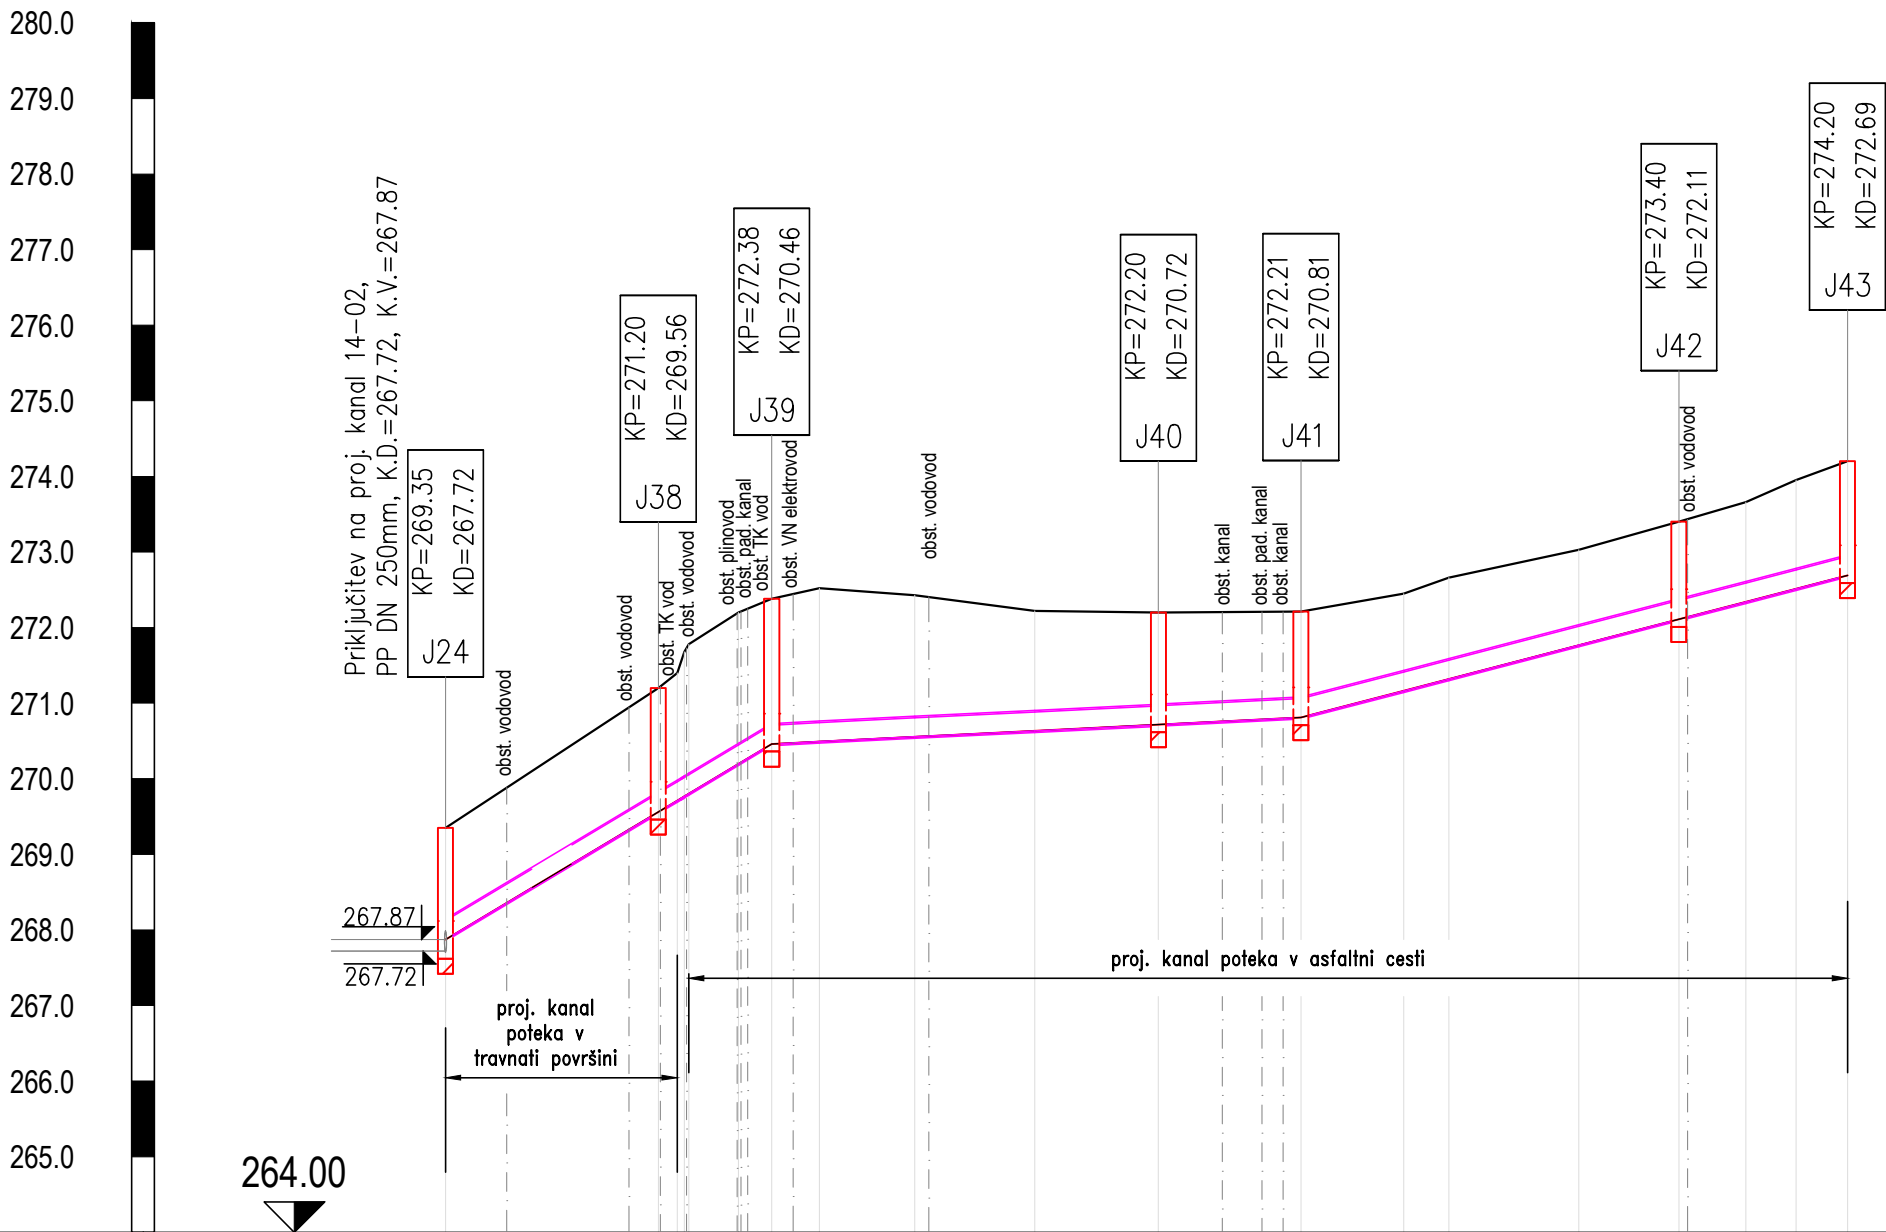 280.0
279.0
278.0
277.0
276.0
275.0
274.0
273.0
272.0
271.0
270.0
269.0
268.0
267.0
266.0
265.0
264.00
Priključitev na proj. kanal 14-02,
PP DN 250mm, K.D.=267.72, K.V.=267.87
KP=269.35
KD=267.72
J24
KP=271.20
KD=269.56
J38
KP=272.38
KD=270.46
J39
KP=272.20
KD=270.72
J40
KP=272.21
KD=270.81
J41
KP=273.40
KD=272.11
J42
KP=274.20
KD=272.69
J43
obst. vodovod
obst. vodovod
obst. TK vod
obst. vodovod
obst. plinovod
obst. pad. kanal
obst. TK vod
obst. VN elektrovod
obst. vodovod
obst. kanal
obst. pad. kanal
obst. kanal
obst. vodovod
267.87
267.72
proj. kanal
poteka v
travnati površini
proj. kanal poteka v asfaltni cesti